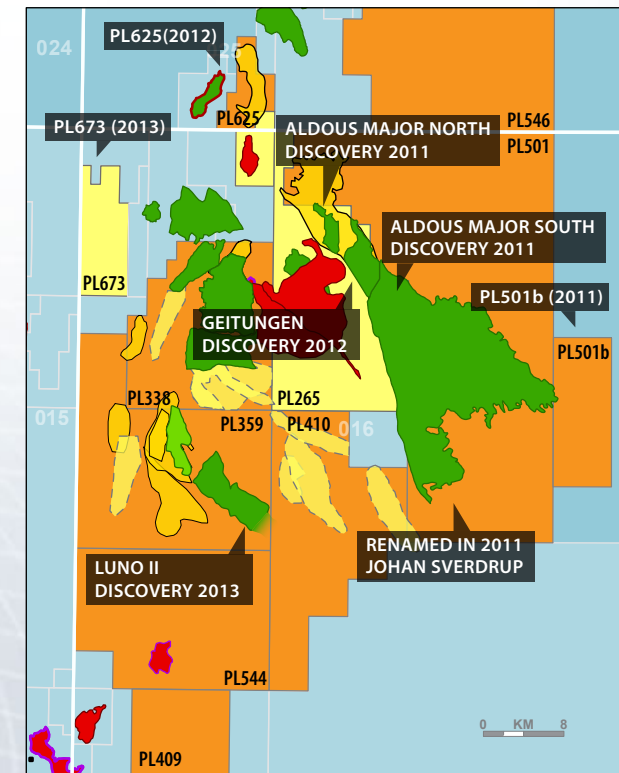 024
PL625(2012)
025
PL673 (2013)
PL625
ALDOUS MAJOR NORTH
DISCOVERY 2011
PL546
PL501
ALDOUS MAJOR SOUTH
DISCOVERY 2011
PL673
PL501b (2011)
GEITUNGEN
DISCOVERY 2012
PL501b
PL338
PL265
015
PL359
PL410
016
RENAMED IN 2011
JOHAN SVERDRUP
LUNO II
DISCOVERY 2013
PL544
0 KM 8
PL409